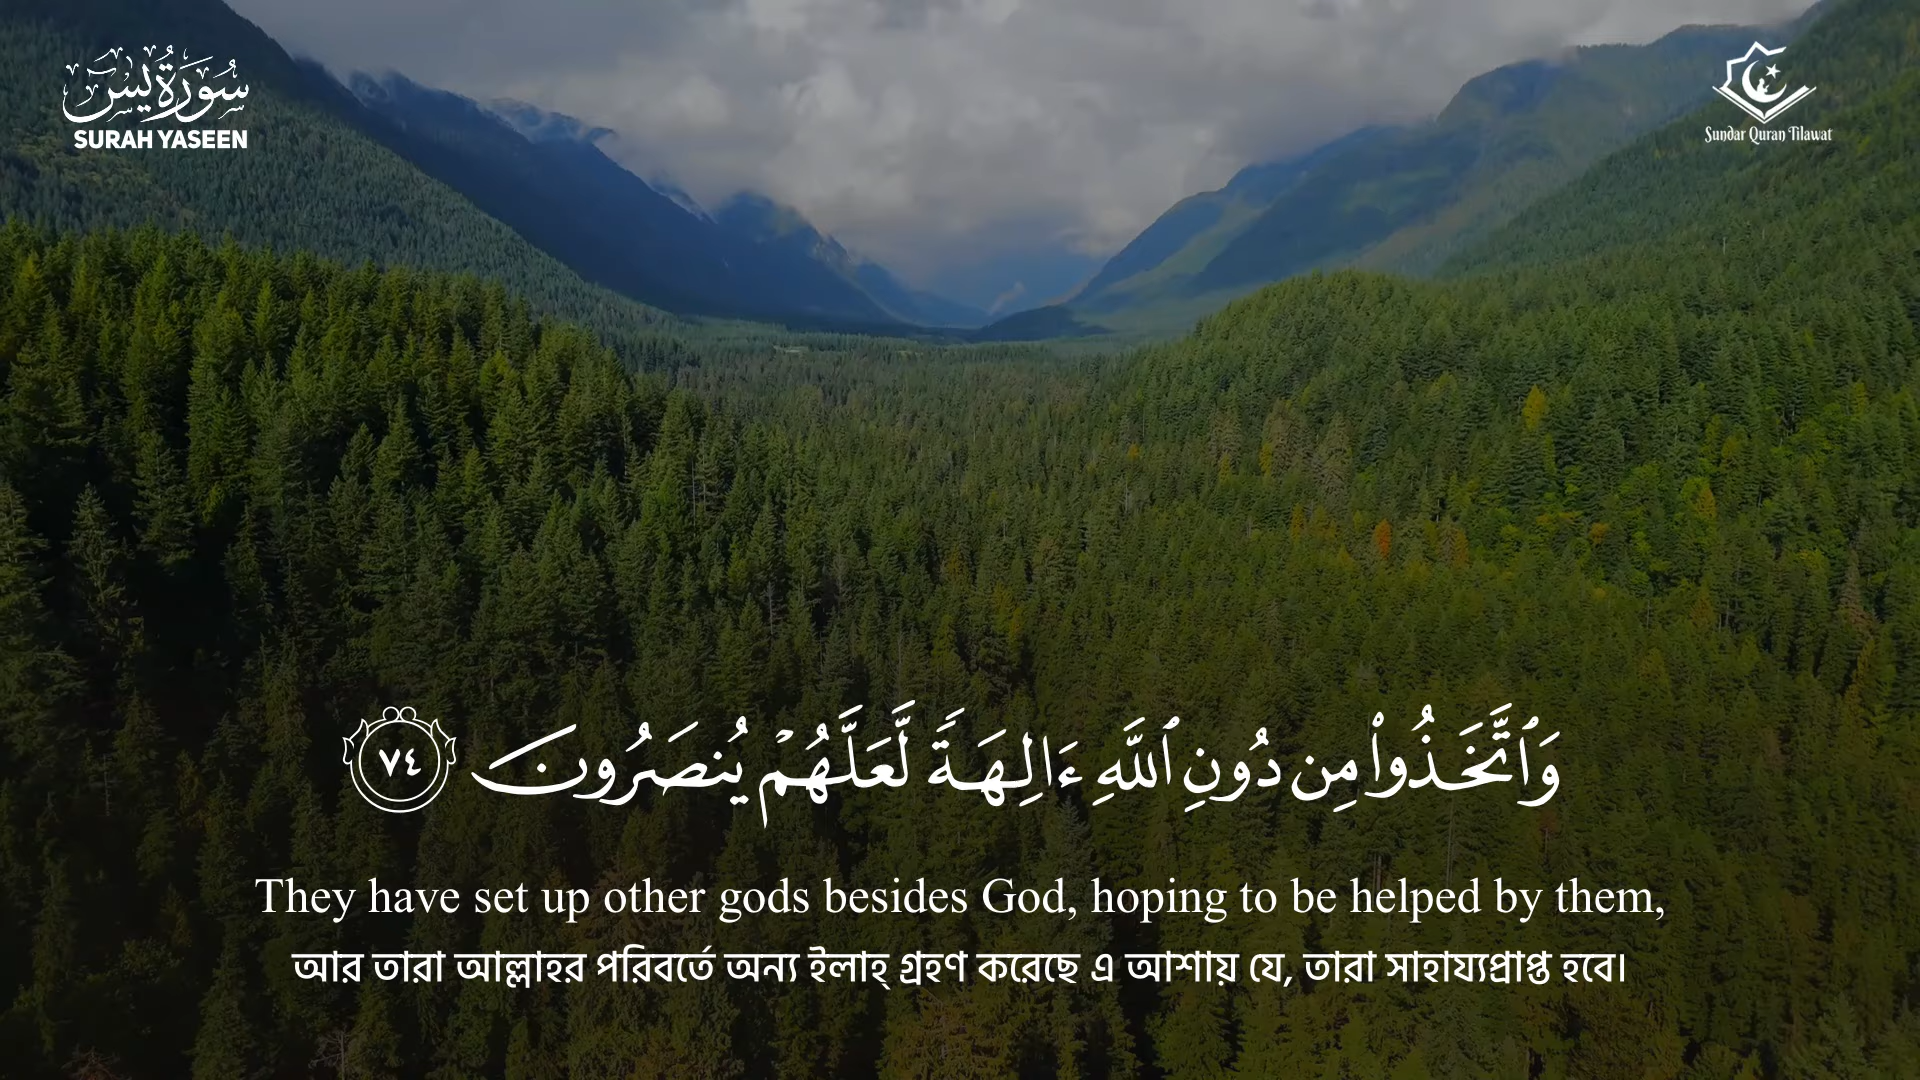 سُورَةُ يٰسٓ
SURAH YASEEN
Sundar Quran Tilawat
وَٱتَّخَذُوا۟ مِن دُونِ ٱللَّهِ ءَالِهَةً لَّعَلَّهُمْ يُنصَرُونَ ٧٤
They have set up other gods besides God, hoping to be helped by them,
আর তারা আল্লাহর পরিবর্তে অন্য ইলাহ্ গ্রহণ করেছে এ আশায় যে, তারা সাহায্যপ্রাপ্ত হবে।